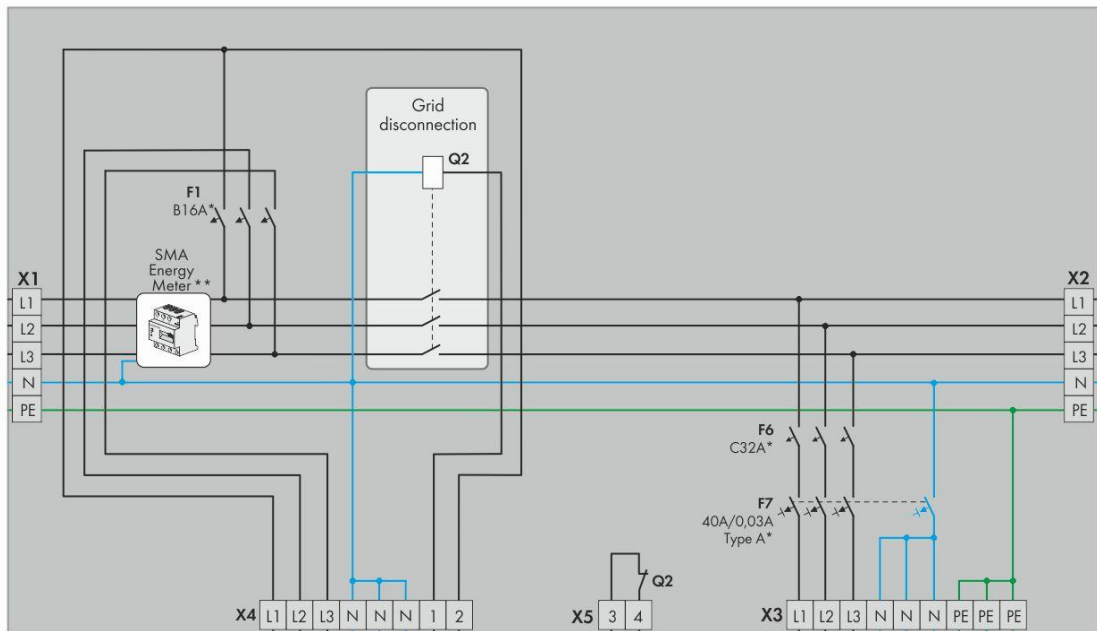 Grid
disconnection
Q2
F1
B16A*
SMA
Energy
Meter**
X1
L1
L2
L3
N
PE
X2
L1
L2
L3
N
PE
F6
C32A*
F7
40A/0,03A
Type A*
Q2
X4 L1 L2 L3 N N N 1 2
X5 3 4
X3 L1 L2 L3 N N N PE PE PE